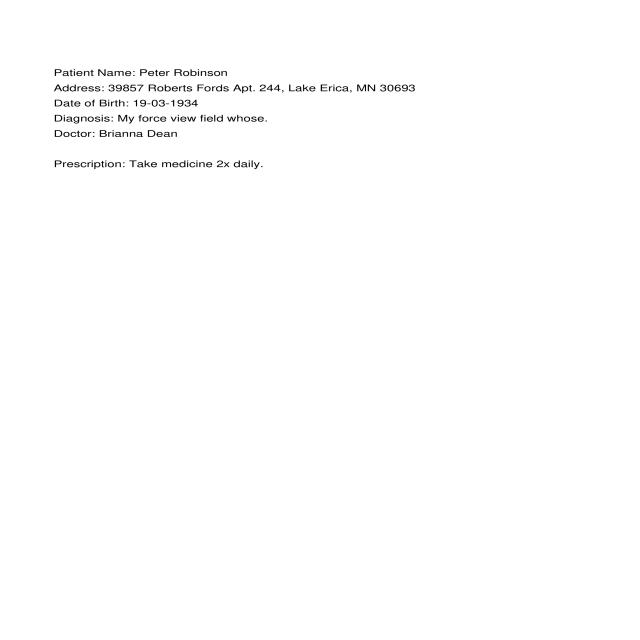 Patient Name: Peter Robinson
Address: 39857 Roberts Fords Apt. 244, Lake Erica, MN 30693
Date of Birth: 19-03-1934
Diagnosis: My force view field whose.
Doctor: Brianna Dean
Prescription: Take medicine 2x daily.